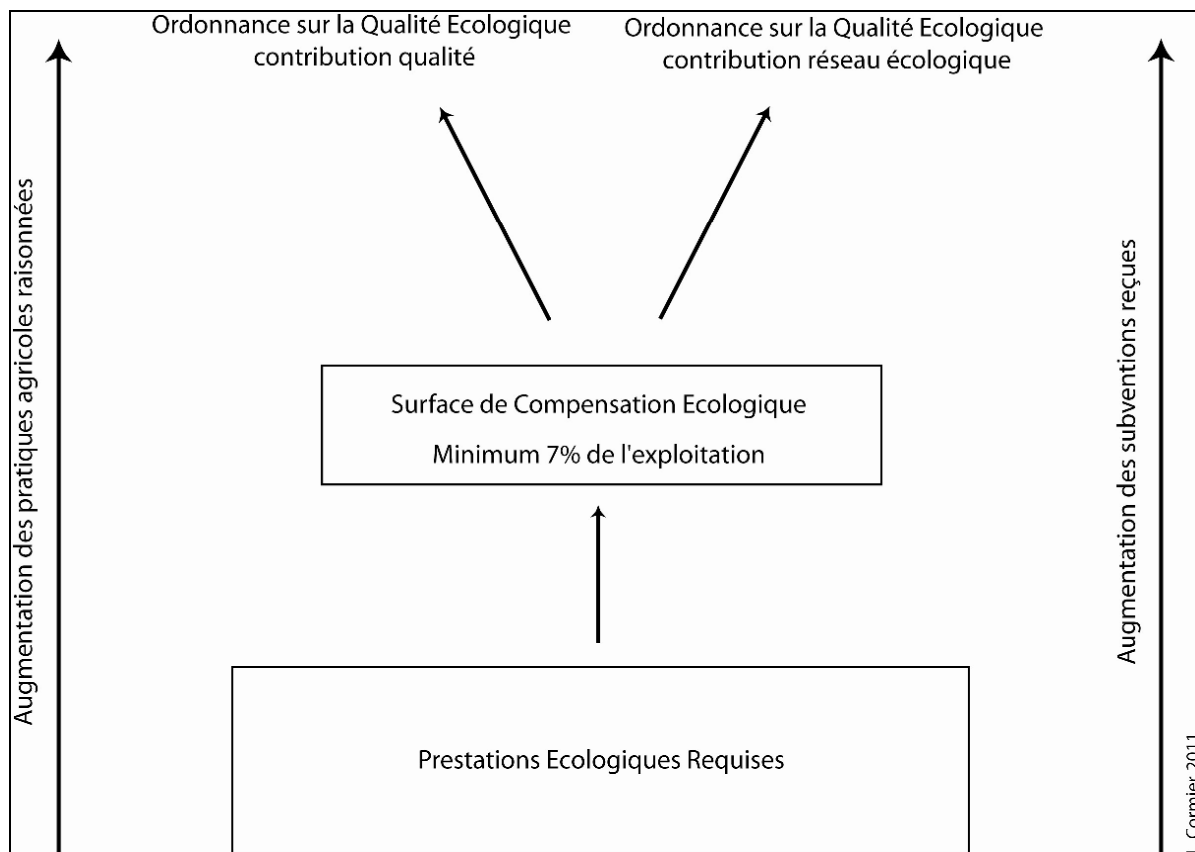 Ordonnance sur la Qualité Ecologique
contribution qualité
Ordonnance sur la Qualité Ecologique
contribution réseau écologique
Augmentation des pratiques agricoles raisonnées
Augmentation des subventions reçues
Surface de Compensation Ecologique
Minimum 7% de l'exploitation
Prestations Ecologiques Requises
Cormier 2011